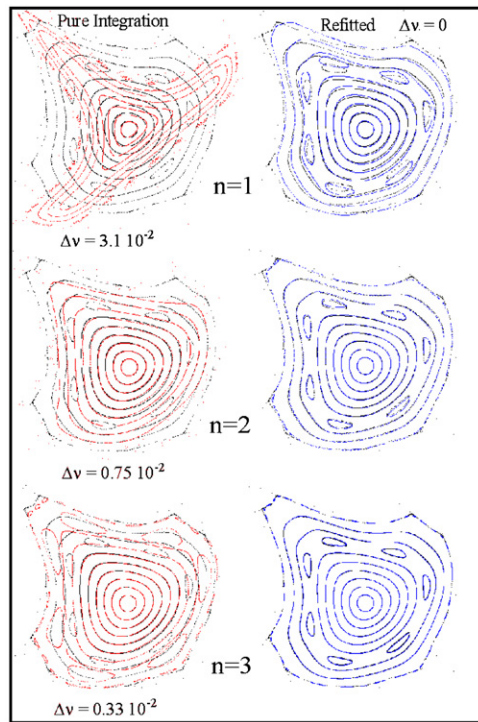 Pure Integration
Refitted Δν = 0
n=1
Δν = 3.1 10⁻²
n=2
Δν = 0.75 10⁻²
n=3
Δν = 0.33 10⁻²